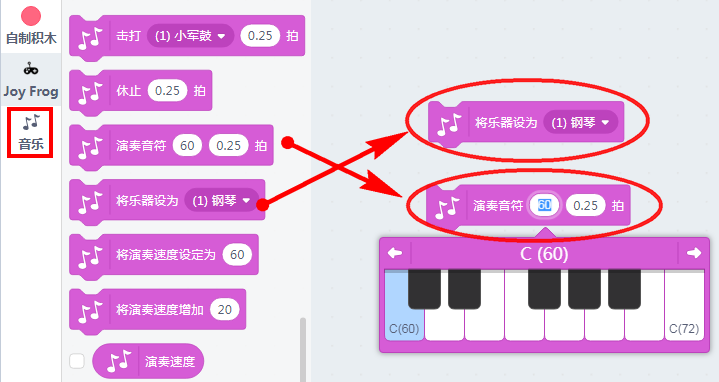 自制积木
Joy Frog
音乐
击打 (1) 小军鼓 0.25 拍
休止 0.25 拍
演奏音符 60 0.25 拍
将乐器设为 (1) 钢琴
将演奏速度设定为 60
将演奏速度增加 20
演奏速度
将乐器设为 (1) 钢琴
演奏音符 60 0.25 拍
C (60)
C(60) C(72)